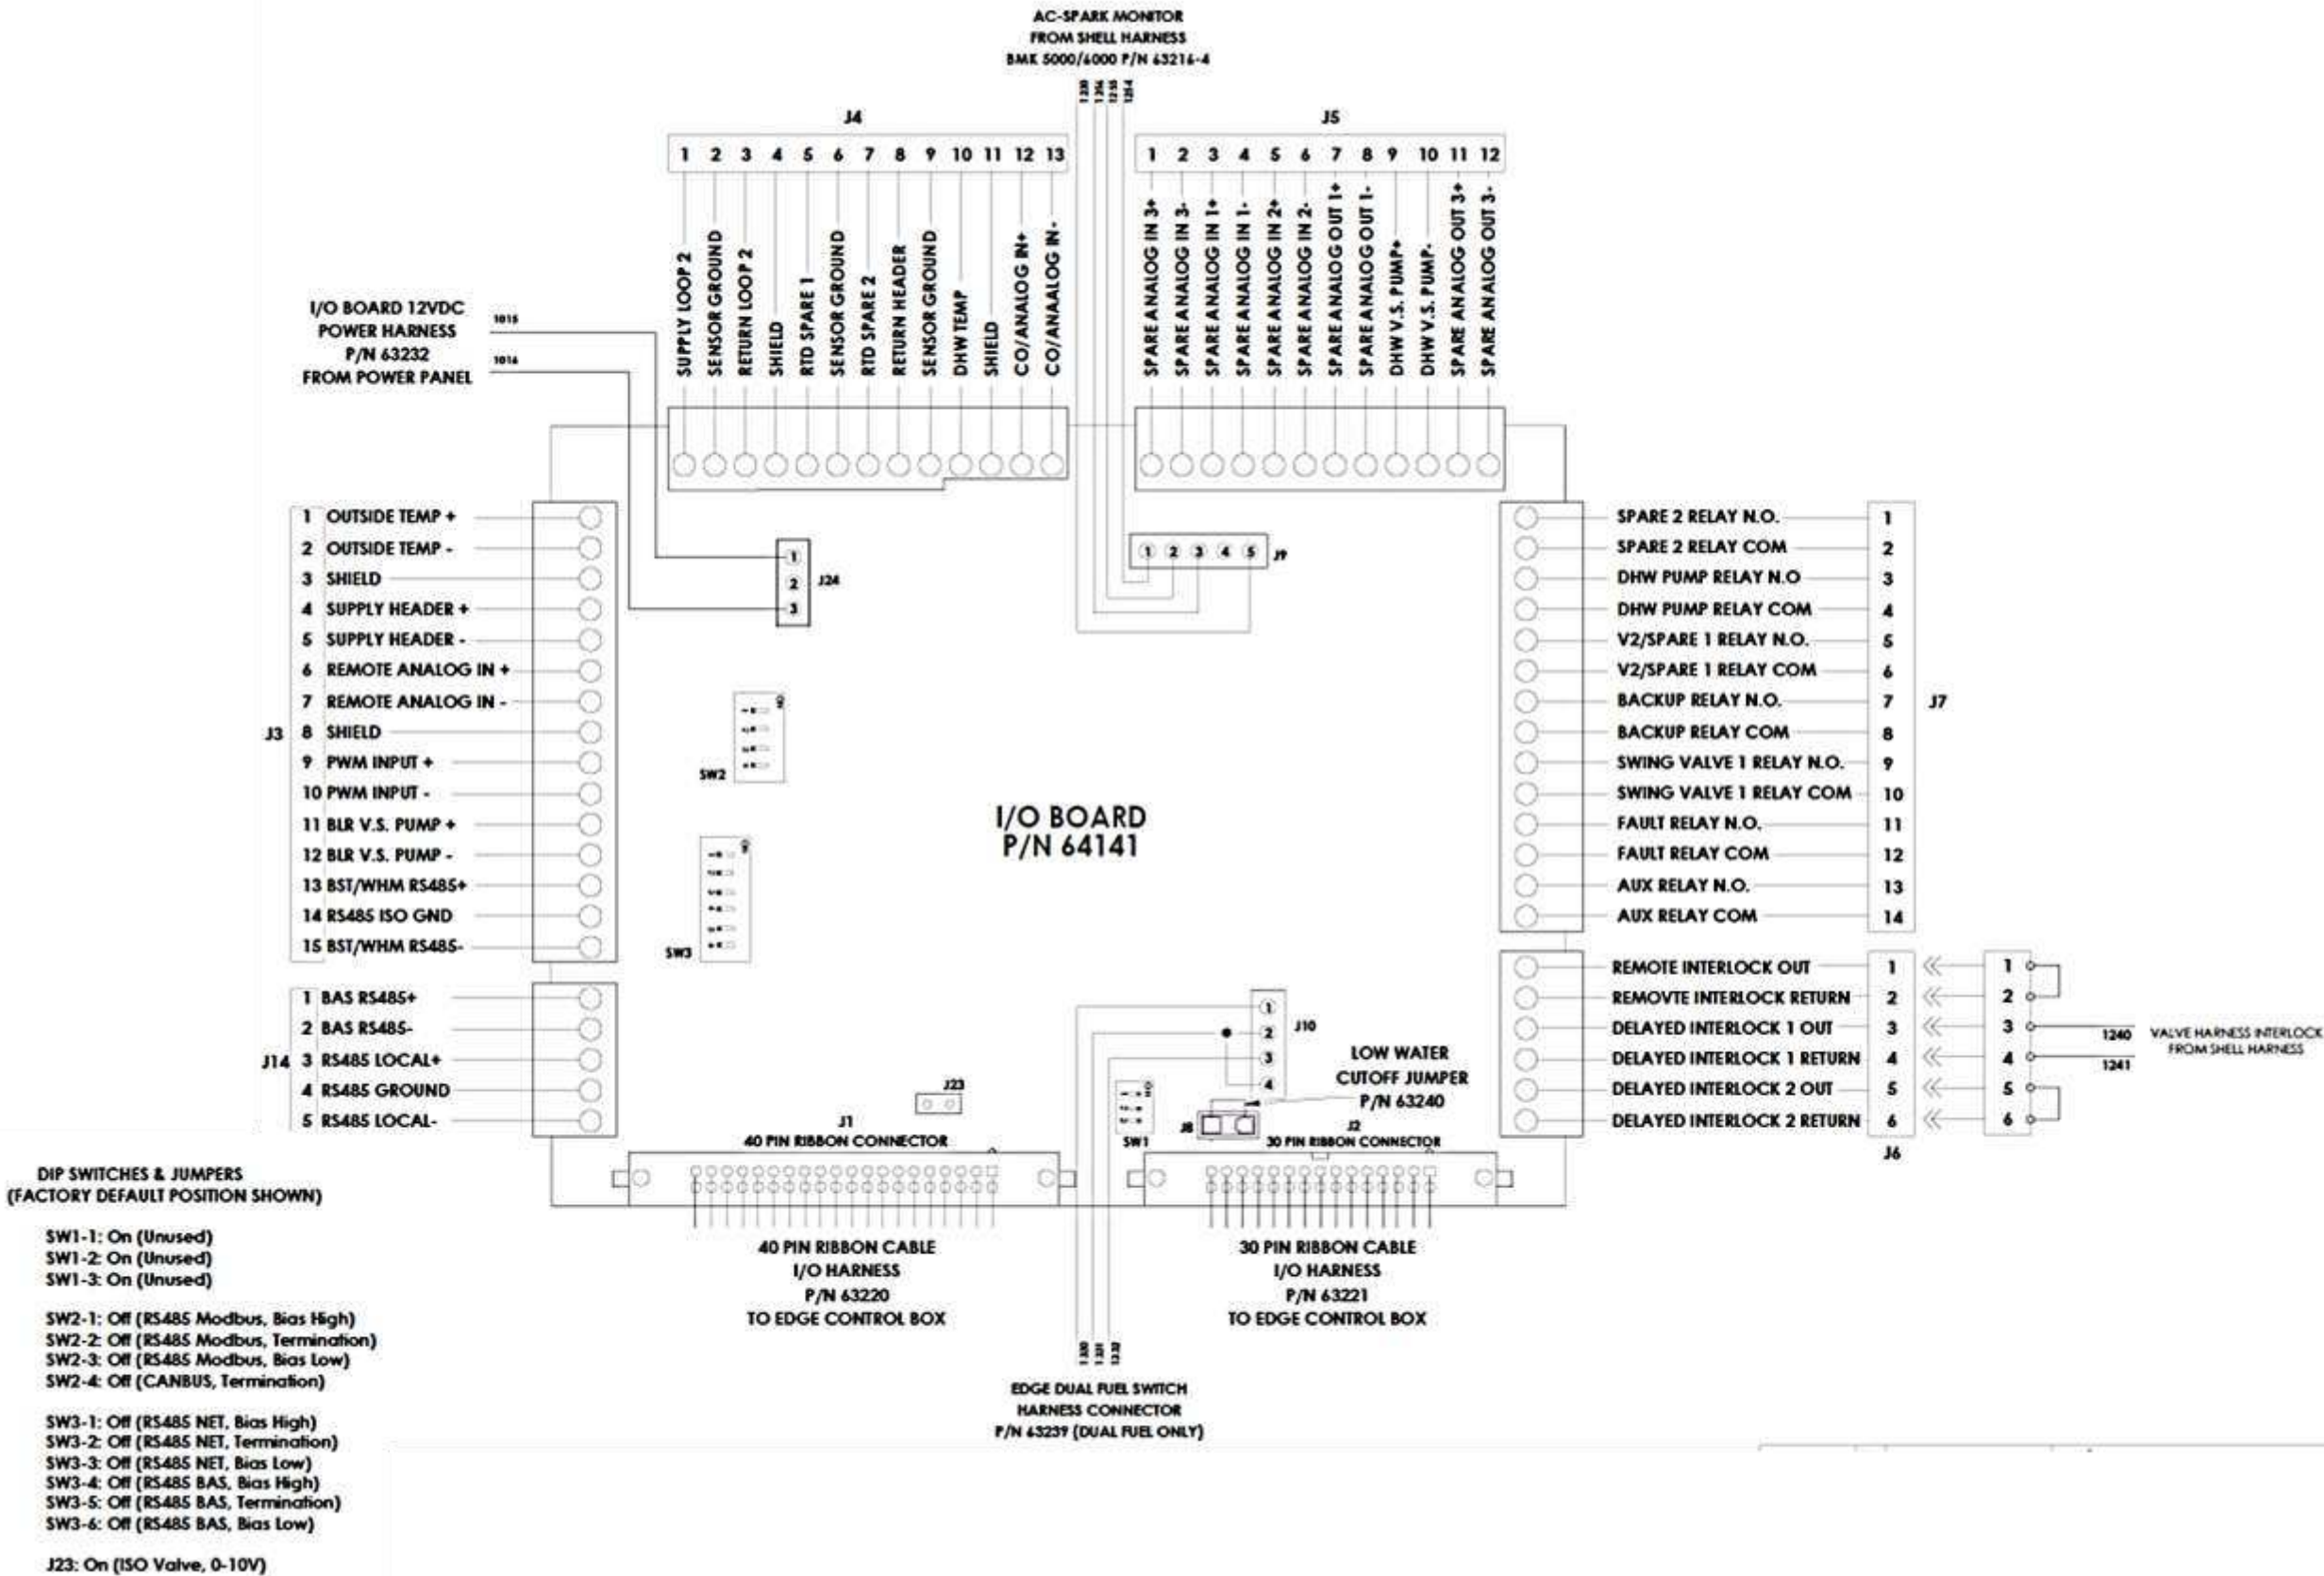 AC-SPARK MONITOR
FROM SHELL HARNESS
BMK 5000/6000 P/N 63216-4
1254
J4
J5
1 2 3 4 5 6 7 8 9 10 11 12 13
1 2 3 4 5 6 7 8 9 10 11 12
SUPPLY LOOP 2
SENSOR GROUND
RETURN LOOP 2
SHIELD
RTD SPARE 1
SENSOR GROUND
RTD SPARE 2
RETURN HEADER
SENSOR GROUND
DHW TEMP
SHIELD
CO/ANALOG IN+
CO/ANAALOG IN-
SPARE ANALOG IN 3+
SPARE ANALOG IN 3-
SPARE ANALOG IN 1+
SPARE ANALOG IN 1-
SPARE ANALOG IN 2+
SPARE ANALOG IN 2-
SPARE ANALOG OUT 1+
SPARE ANALOG OUT 1-
DHW V.S. PUMP+
DHW V.S. PUMP-
SPARE ANALOG OUT 3+
SPARE ANALOG OUT 3-
I/O BOARD 12VDC
POWER HARNESS
P/N 63232
FROM POWER PANEL
1015
1016
1
2
3
J24
1 2 3 4 5
J9
J3
1 OUTSIDE TEMP +
2 OUTSIDE TEMP -
3 SHIELD
4 SUPPLY HEADER +
5 SUPPLY HEADER -
6 REMOTE ANALOG IN +
7 REMOTE ANALOG IN -
8 SHIELD
9 PWM INPUT +
10 PWM INPUT -
11 BLR V.S. PUMP +
12 BLR V.S. PUMP -
13 BST/WHM RS485+
14 RS485 ISO GND
15 BST/WHM RS485-
J14
1 BAS RS485+
2 BAS RS485-
3 RS485 LOCAL+
4 RS485 GROUND
5 RS485 LOCAL-
SW2
SW3
I/O BOARD
P/N 64141
SPARE 2 RELAY N.O. 1
SPARE 2 RELAY COM 2
DHW PUMP RELAY N.O 3
DHW PUMP RELAY COM 4
V2/SPARE 1 RELAY N.O. 5
V2/SPARE 1 RELAY COM 6
BACKUP RELAY N.O. 7
BACKUP RELAY COM 8
SWING VALVE 1 RELAY N.O. 9
SWING VALVE 1 RELAY COM 10
FAULT RELAY N.O. 11
FAULT RELAY COM 12
AUX RELAY N.O. 13
AUX RELAY COM 14
J7
REMOTE INTERLOCK OUT 1 1
REMOVTE INTERLOCK RETURN 2 2
DELAYED INTERLOCK 1 OUT 3 3
DELAYED INTERLOCK 1 RETURN 4 4
DELAYED INTERLOCK 2 OUT 5 5
DELAYED INTERLOCK 2 RETURN 6 6
J6
1240
1241
VALVE HARNESS INTERLOCK
FROM SHELL HARNESS
1
2
3
4
J10
LOW WATER
CUTOFF JUMPER
P/N 63240
J23
SW1
J8
J1
40 PIN RIBBON CONNECTOR
J2
30 PIN RIBBON CONNECTOR
40 PIN RIBBON CABLE
I/O HARNESS
P/N 63220
TO EDGE CONTROL BOX
30 PIN RIBBON CABLE
I/O HARNESS
P/N 63221
TO EDGE CONTROL BOX
EDGE DUAL FUEL SWITCH
HARNESS CONNECTOR
P/N 63239 (DUAL FUEL ONLY)
DIP SWITCHES & JUMPERS
(FACTORY DEFAULT POSITION SHOWN)
SW1-1: On (Unused)
SW1-2: On (Unused)
SW1-3: On (Unused)
SW2-1: Off (RS485 Modbus, Bias High)
SW2-2: Off (RS485 Modbus, Termination)
SW2-3: Off (RS485 Modbus, Bias Low)
SW2-4: Off (CANBUS, Termination)
SW3-1: Off (RS485 NET, Bias High)
SW3-2: Off (RS485 NET, Termination)
SW3-3: Off (RS485 NET, Bias Low)
SW3-4: Off (RS485 BAS, Bias High)
SW3-5: Off (RS485 BAS, Termination)
SW3-6: Off (RS485 BAS, Bias Low)
J23: On (ISO Valve, 0-10V)